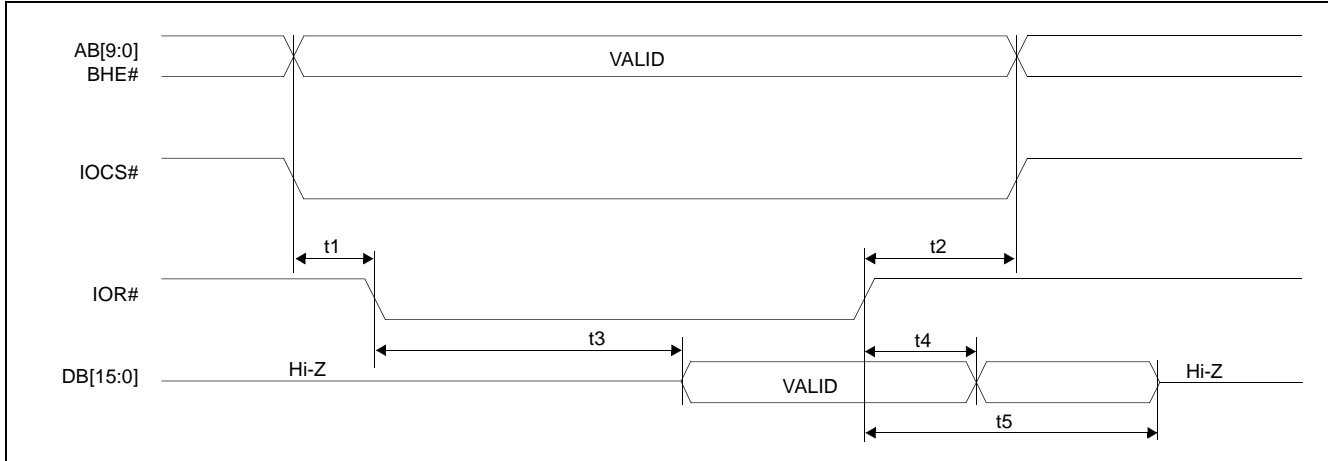 AB[9:0]
BHE#
VALID
IOCS#
t1
t2
IOR#
t3
t4
DB[15:0]
Hi-Z
VALID
Hi-Z
t5